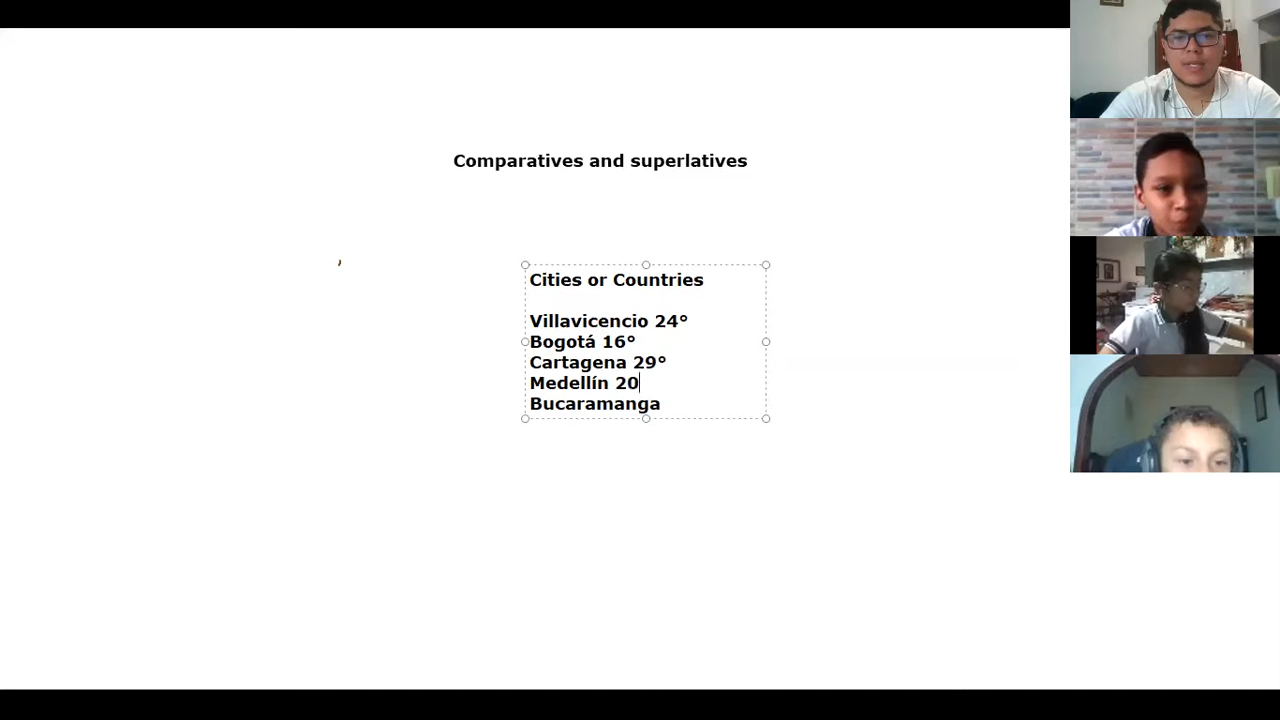 Comparatives and superlatives
Cities or Countries
Villavicencio 24°
Bogotá 16°
Cartagena 29°
Medellín 20
Bucaramanga